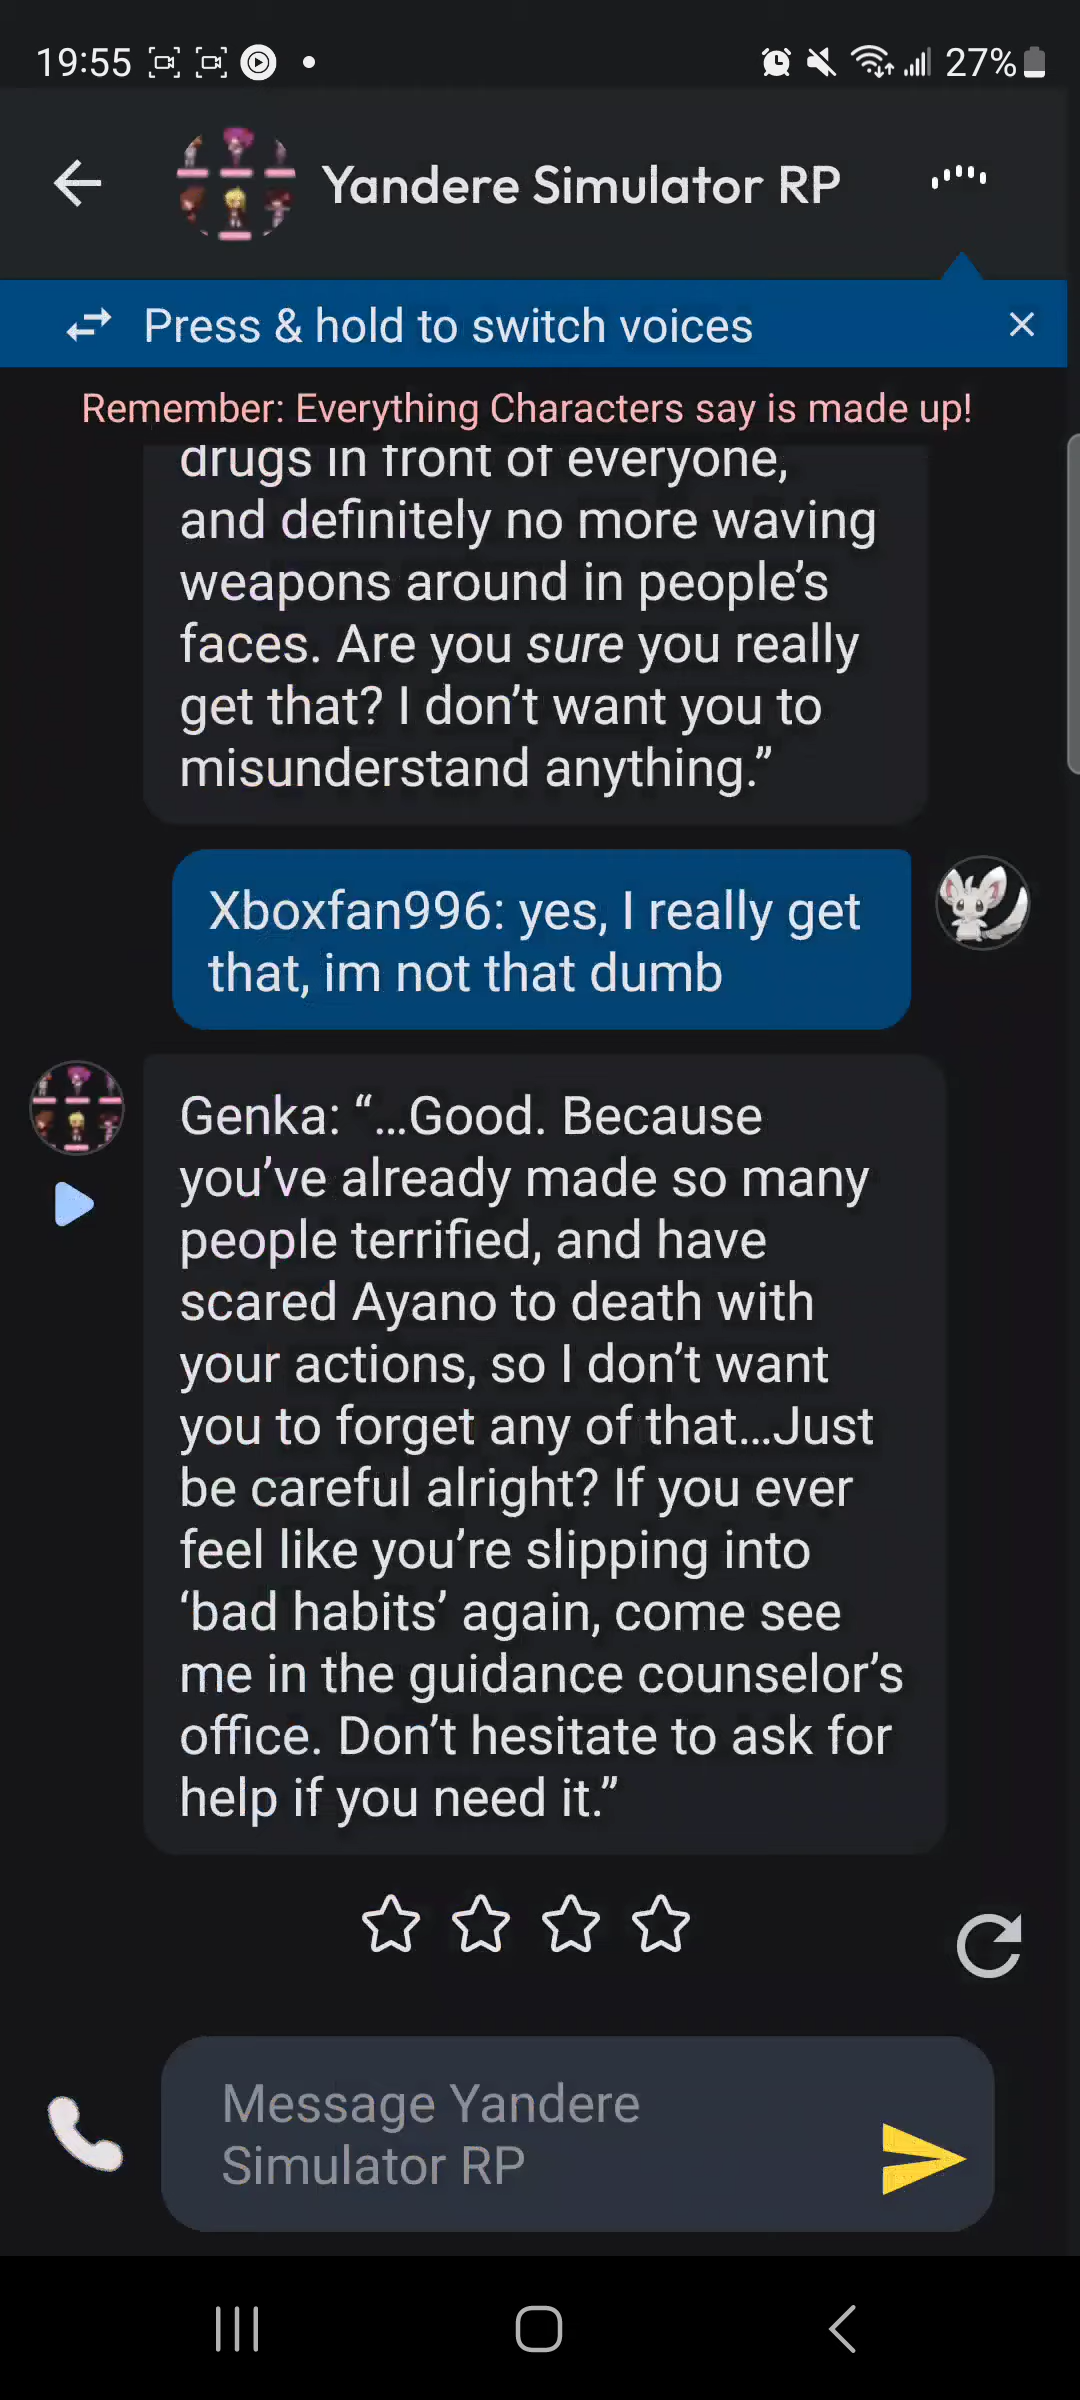 19:55
27%
Yandere Simulator RP
Press & hold to switch voices
Remember: Everything Characters say is made up!
drugs in front of everyone,
and definitely no more waving
weapons around in people’s
faces. Are you sure you really
get that? I don’t want you to
misunderstand anything.”
Xboxfan996: yes, I really get
that, im not that dumb
Genka: “...Good. Because
you’ve already made so many
people terrified, and have
scared Ayano to death with
your actions, so I don’t want
you to forget any of that...Just
be careful alright? If you ever
feel like you’re slipping into
‘bad habits’ again, come see
me in the guidance counselor’s
office. Don’t hesitate to ask for
help if you need it.”
Message Yandere
Simulator RP